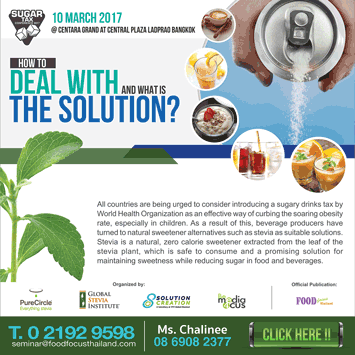 SUGAR
TAX
10 MARCH 2017
@ CENTARA GRAND AT CENTRAL PLAZA LADPRAO BANGKOK
HOW TO
DEAL WITH AND WHAT IS
THE SOLUTION?
All countries are being urged to consider introducing a sugary drinks tax by
World Health Organization as an effective way of curbing the soaring obesity
rate, especially in children. As a result of this, beverage producers have
turned to natural sweetener alternatives such as stevia as suitable solutions.
Stevia is a natural, zero calorie sweetener extracted from the leaf of the
stevia plant, which is safe to consume and a promising solution for
maintaining sweetness while reducing sugar in food and beverages.
Organized by:
Official Publication:
PureCircle
GLOBAL
STEVIA
INSTITUTE
SOLUTION
CREATION
media
focus
FOOD
T. 0 2192 9598
seminar@foodfocusthailand.com
Ms. Chalinee
08 6908 2377
CLICK HERE !!